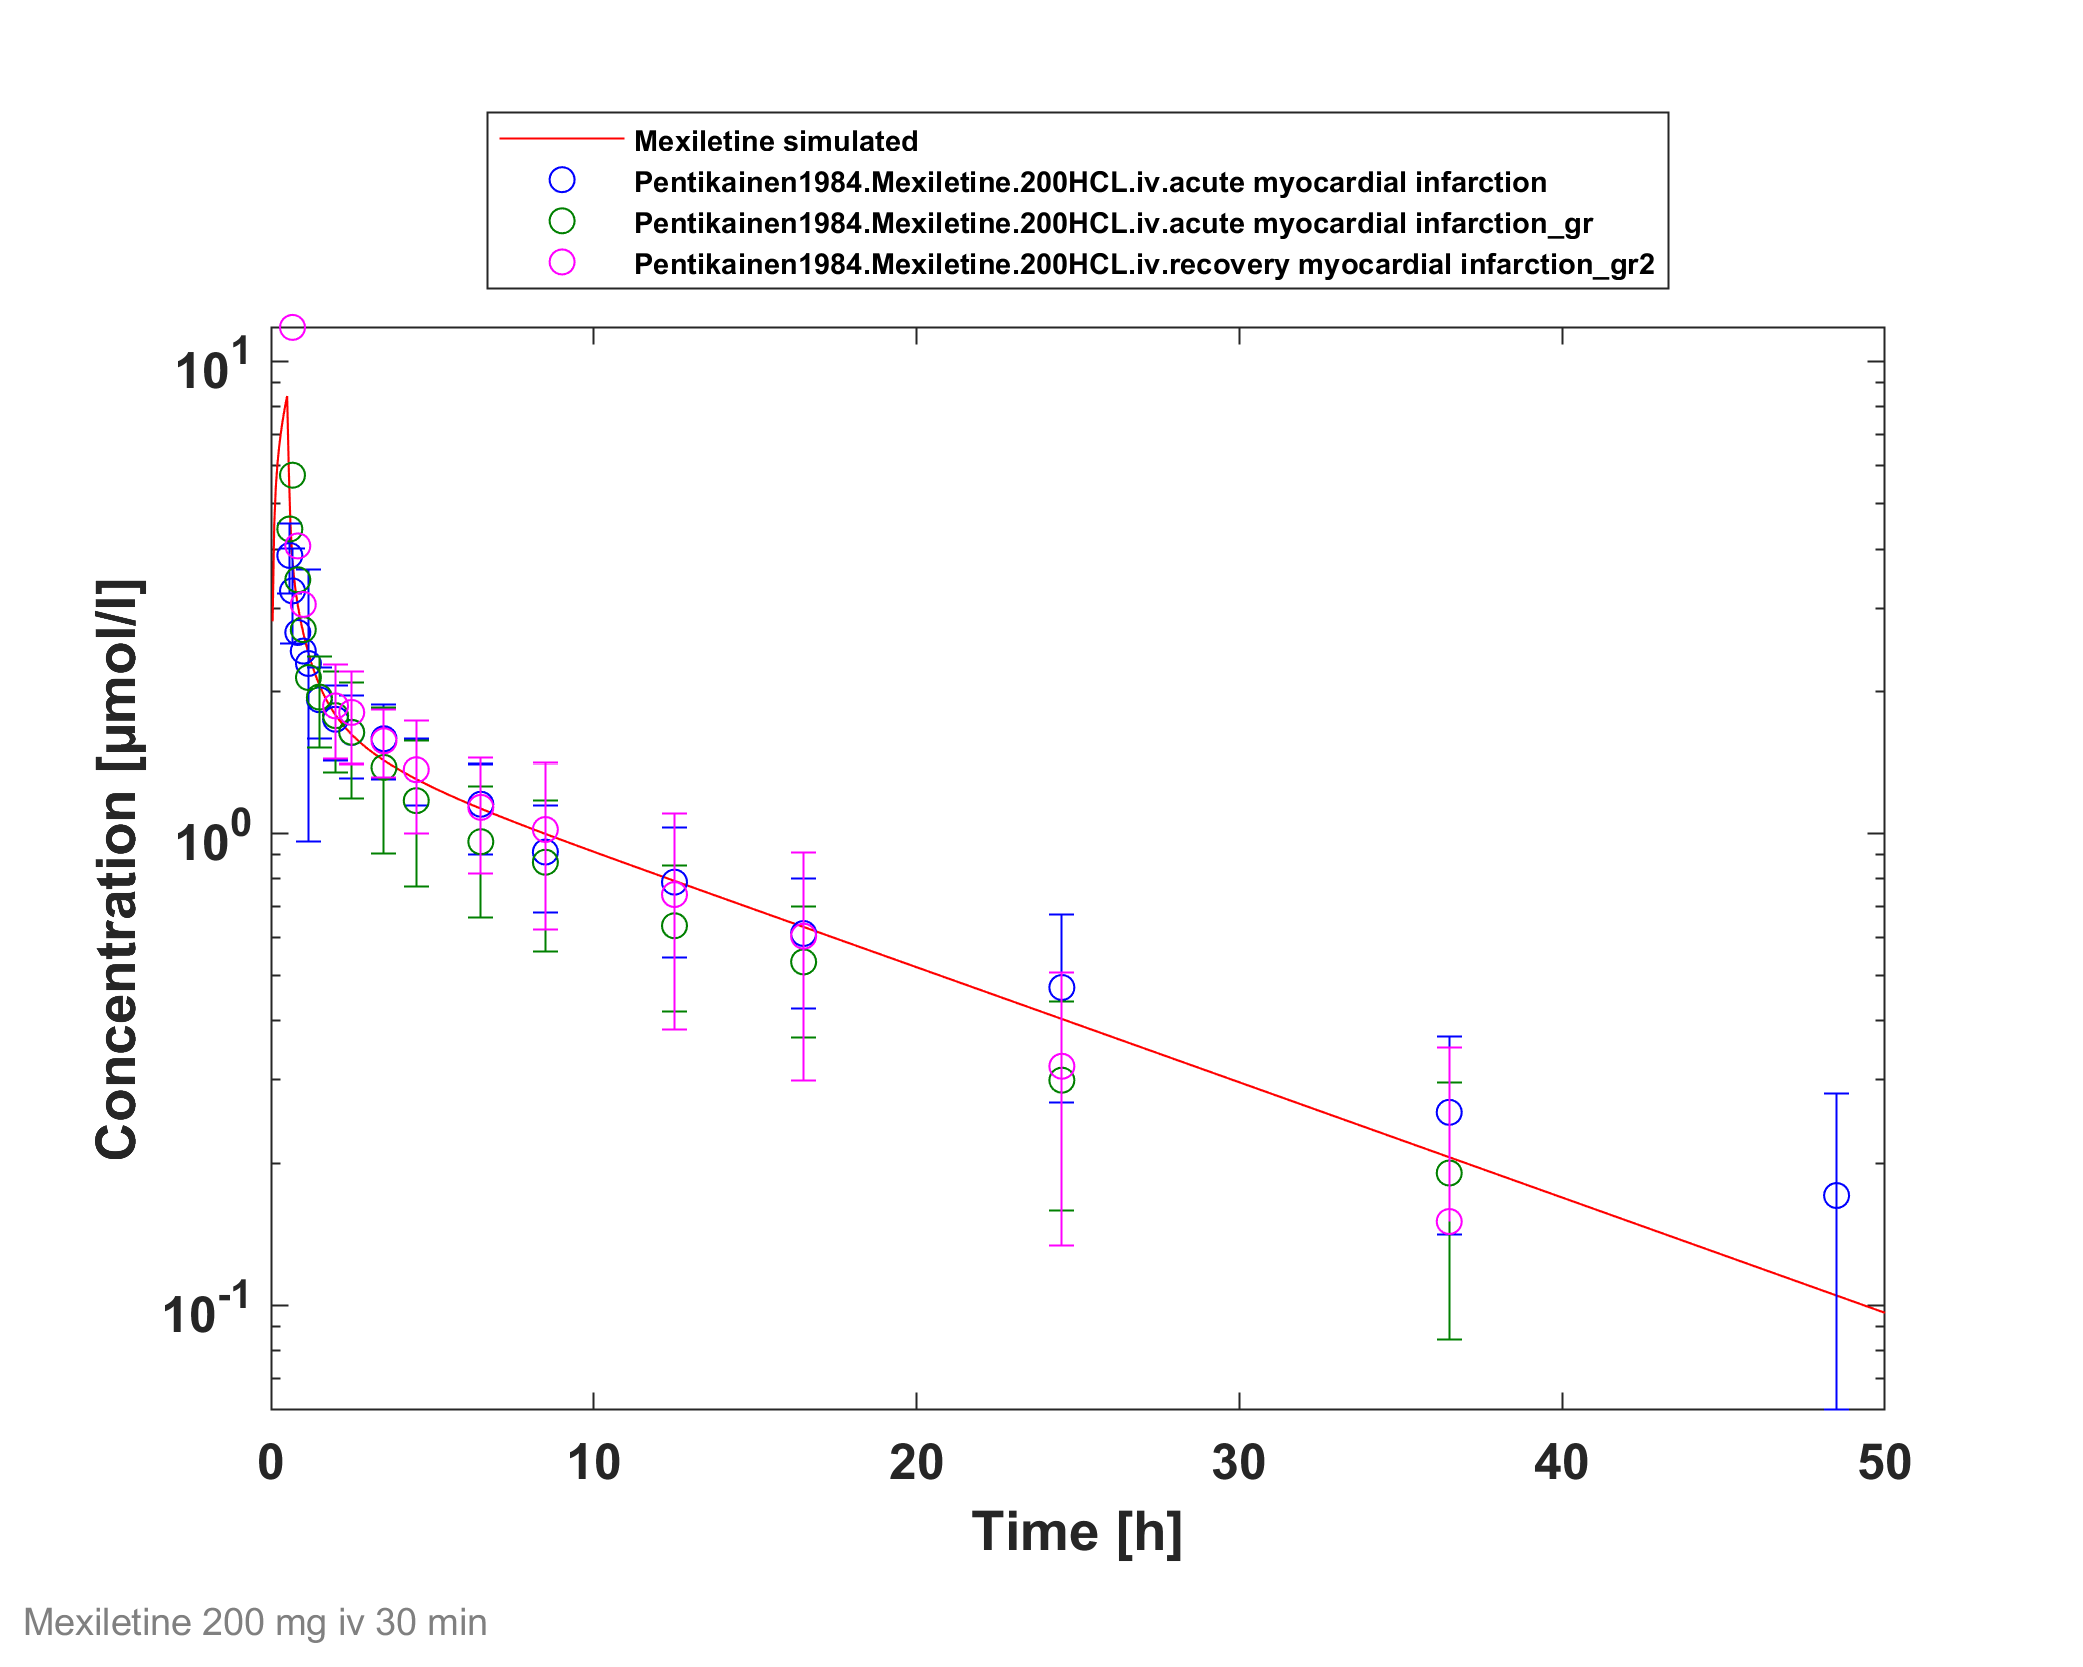 Mexiletine simulated
Pentikainen1984.Mexiletine.200HCL.iv.acute myocardial infarction
Pentikainen1984.Mexiletine.200HCL.iv.acute myocardial infarction_gr
Pentikainen1984.Mexiletine.200HCL.iv.recovery myocardial infarction_gr2
10^1
10^0
10^-1
Concentration [µmol/l]
0 10 20 30 40 50
Time [h]
Mexiletine 200 mg iv 30 min